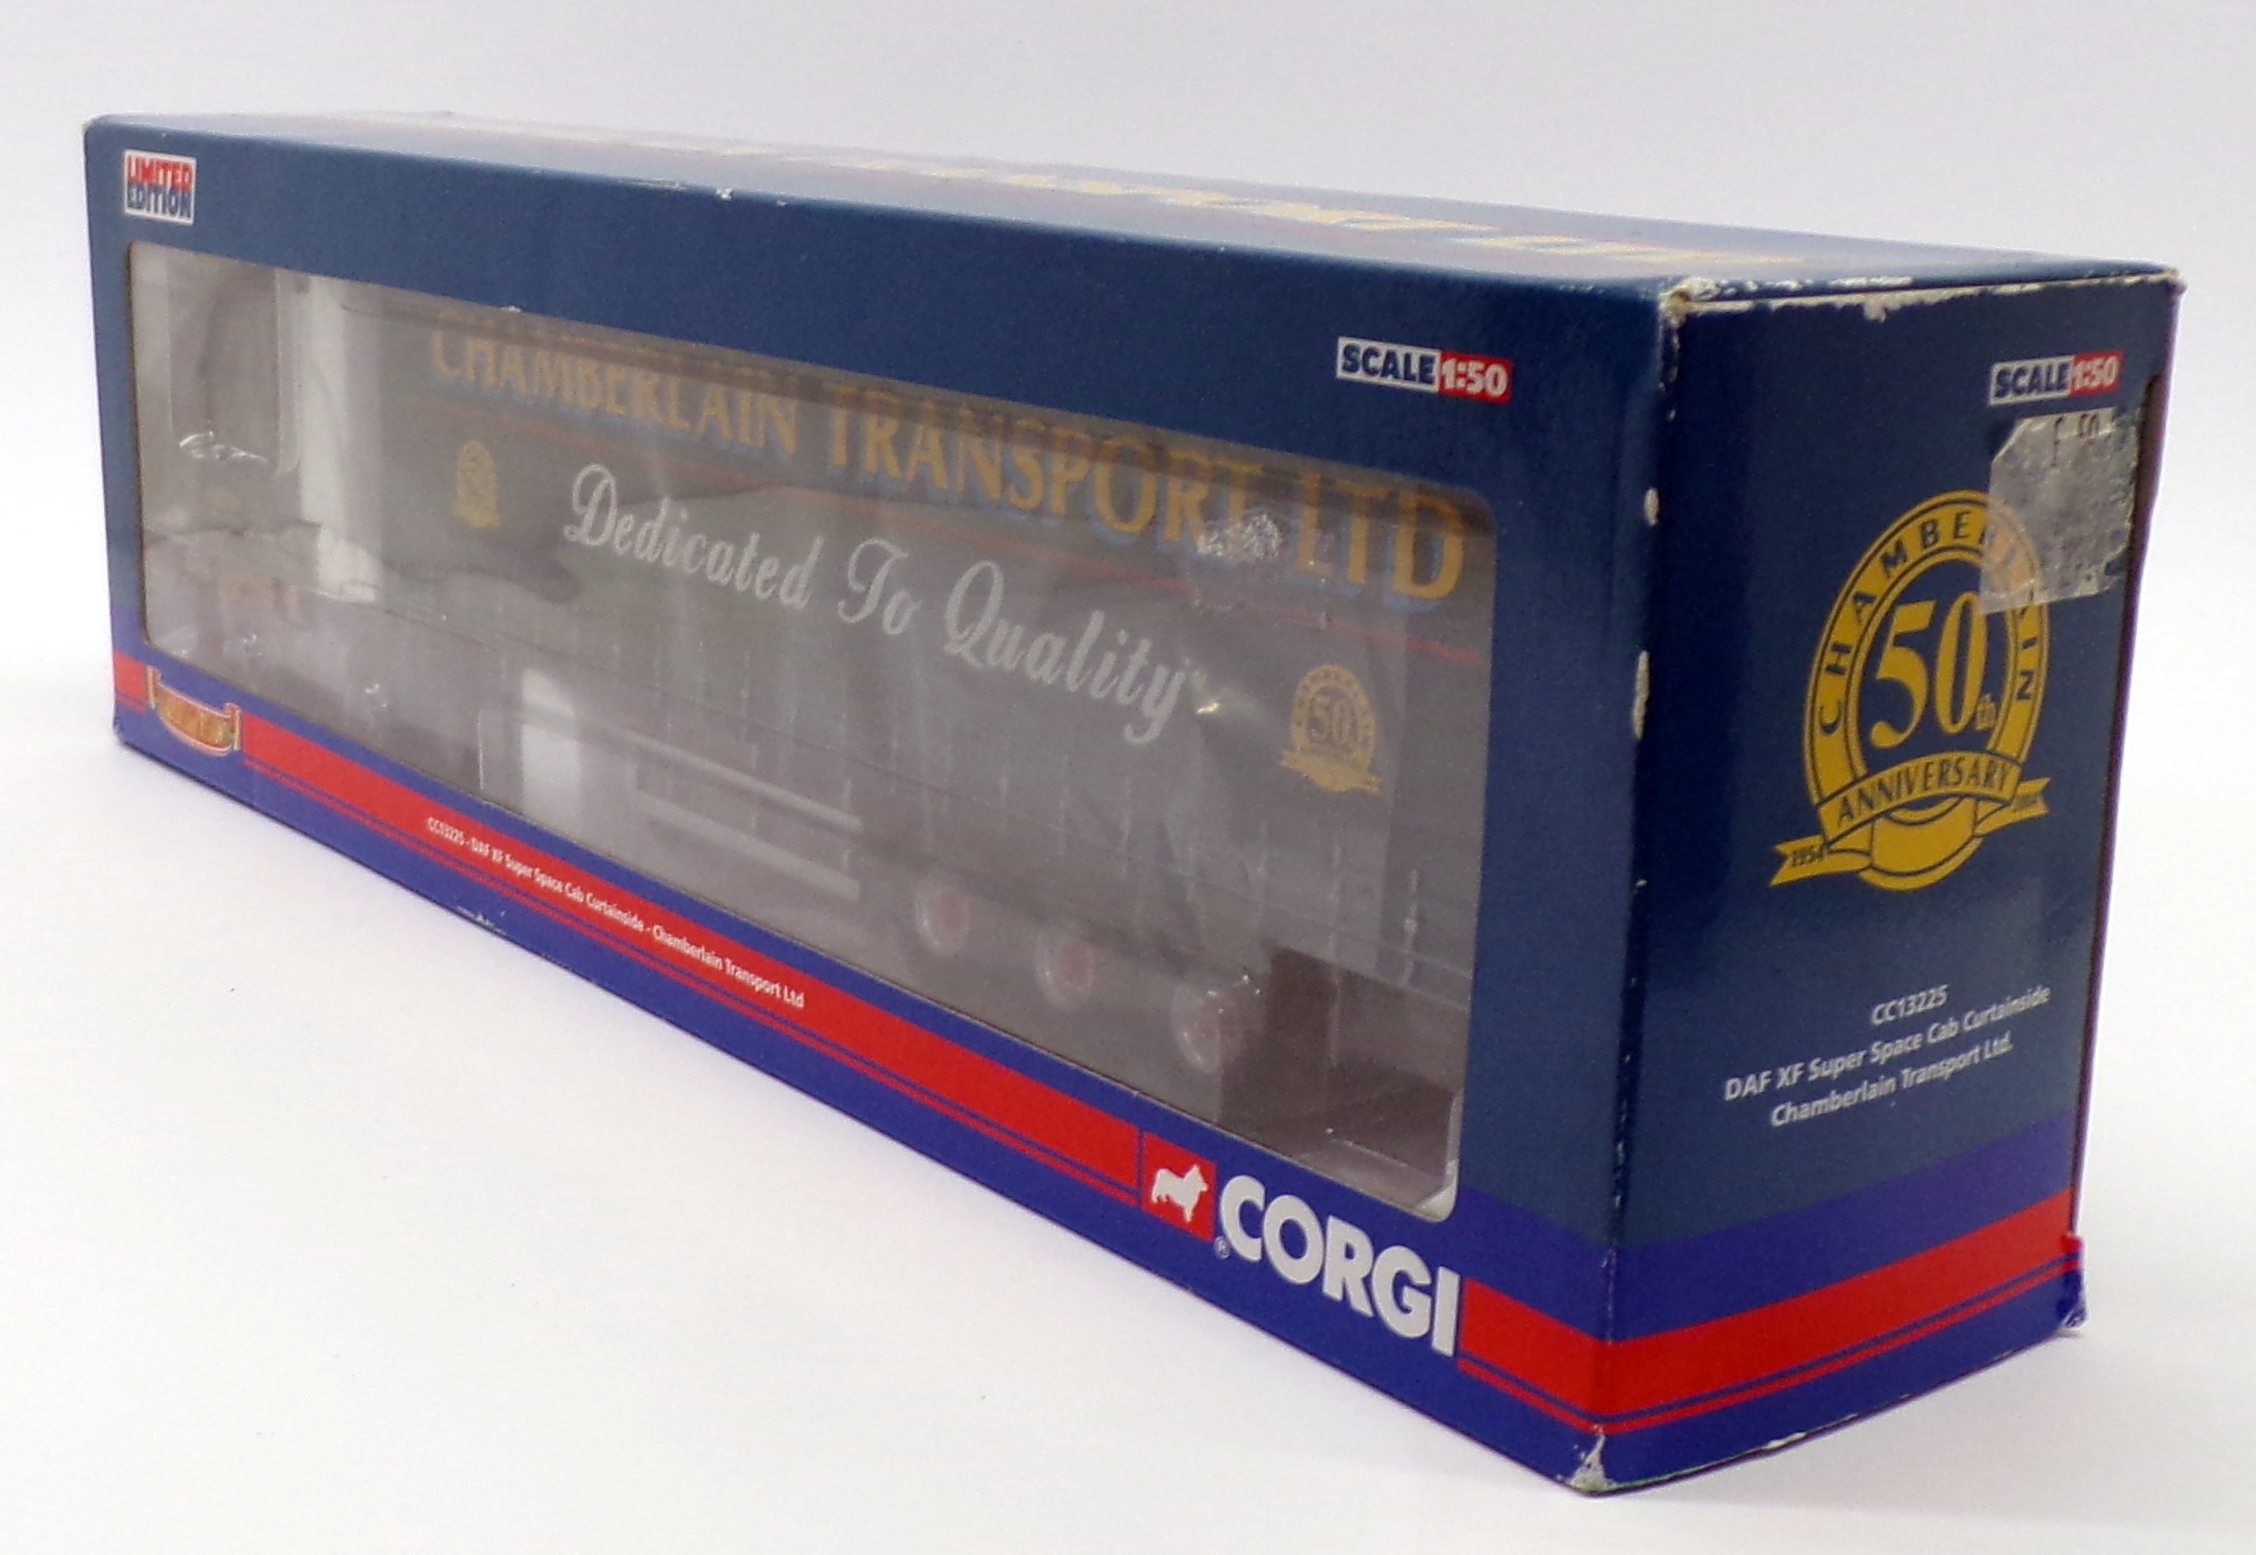 LIMITED
EDITION
SCALE 1:50
CHAMBERLAIN TRANSPORT LTD
Dedicated To Quality
50
CC13225 - DAF XF Super Space Cab Curtainside - Chamberlain Transport Ltd
® CORGI
SCALE 1:50
CHAMBERLAIN
50th
ANNIVERSARY
1954
CC13225
DAF XF Super Space Cab Curtainside
Chamberlain Transport Ltd.